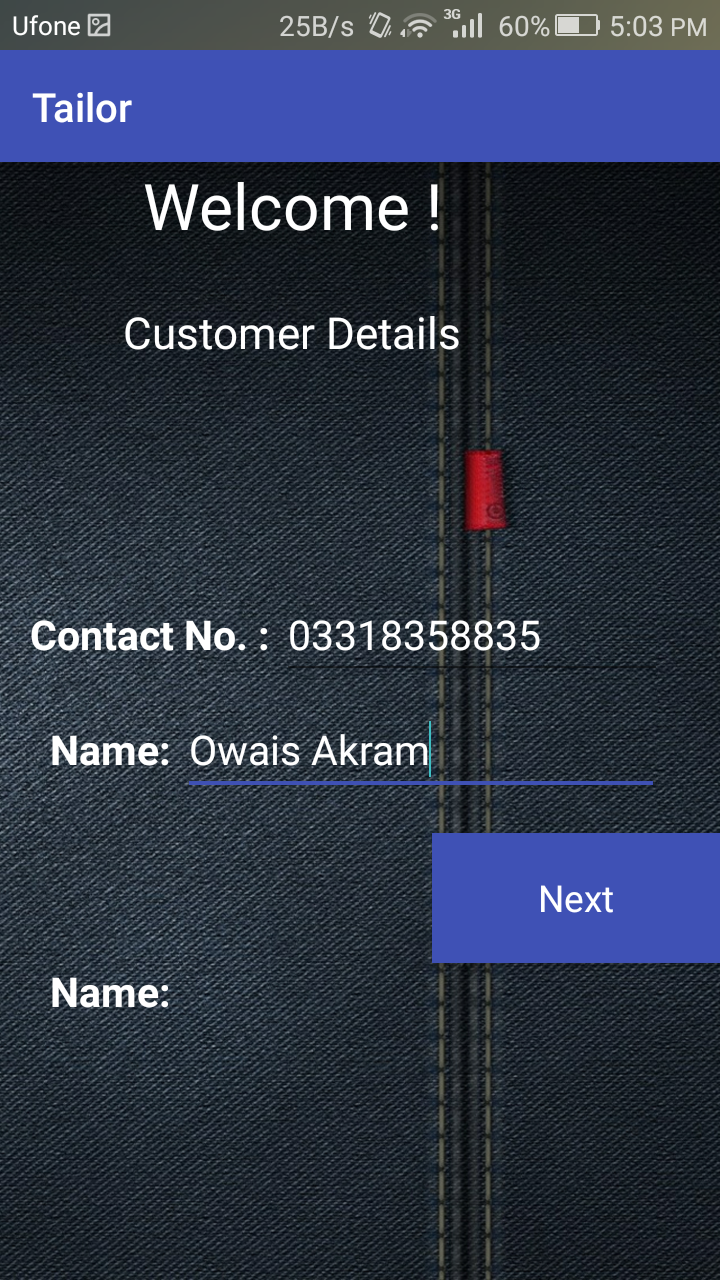 Ufone 25B/s 3G 60% 5:03 PM
Tailor
Welcome !
Customer Details
Contact No. : 03318358835
Name: Owais Akram
Next
Name: